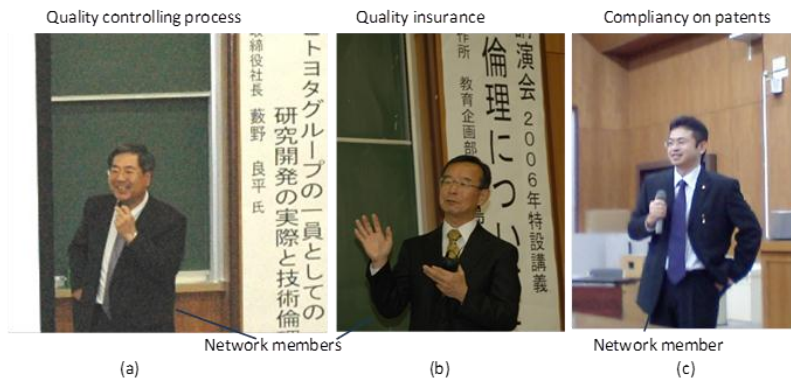 Quality controlling process
Quality insurance
Compliancy on patents
トヨタグループの一員としての
研究開発の実際と技術倫理
取締役社長 藪野 良平 氏
講演会 2006年特設講義
倫理につい
作所 教育企画部
Network members
Network member
(a)
(b)
(c)